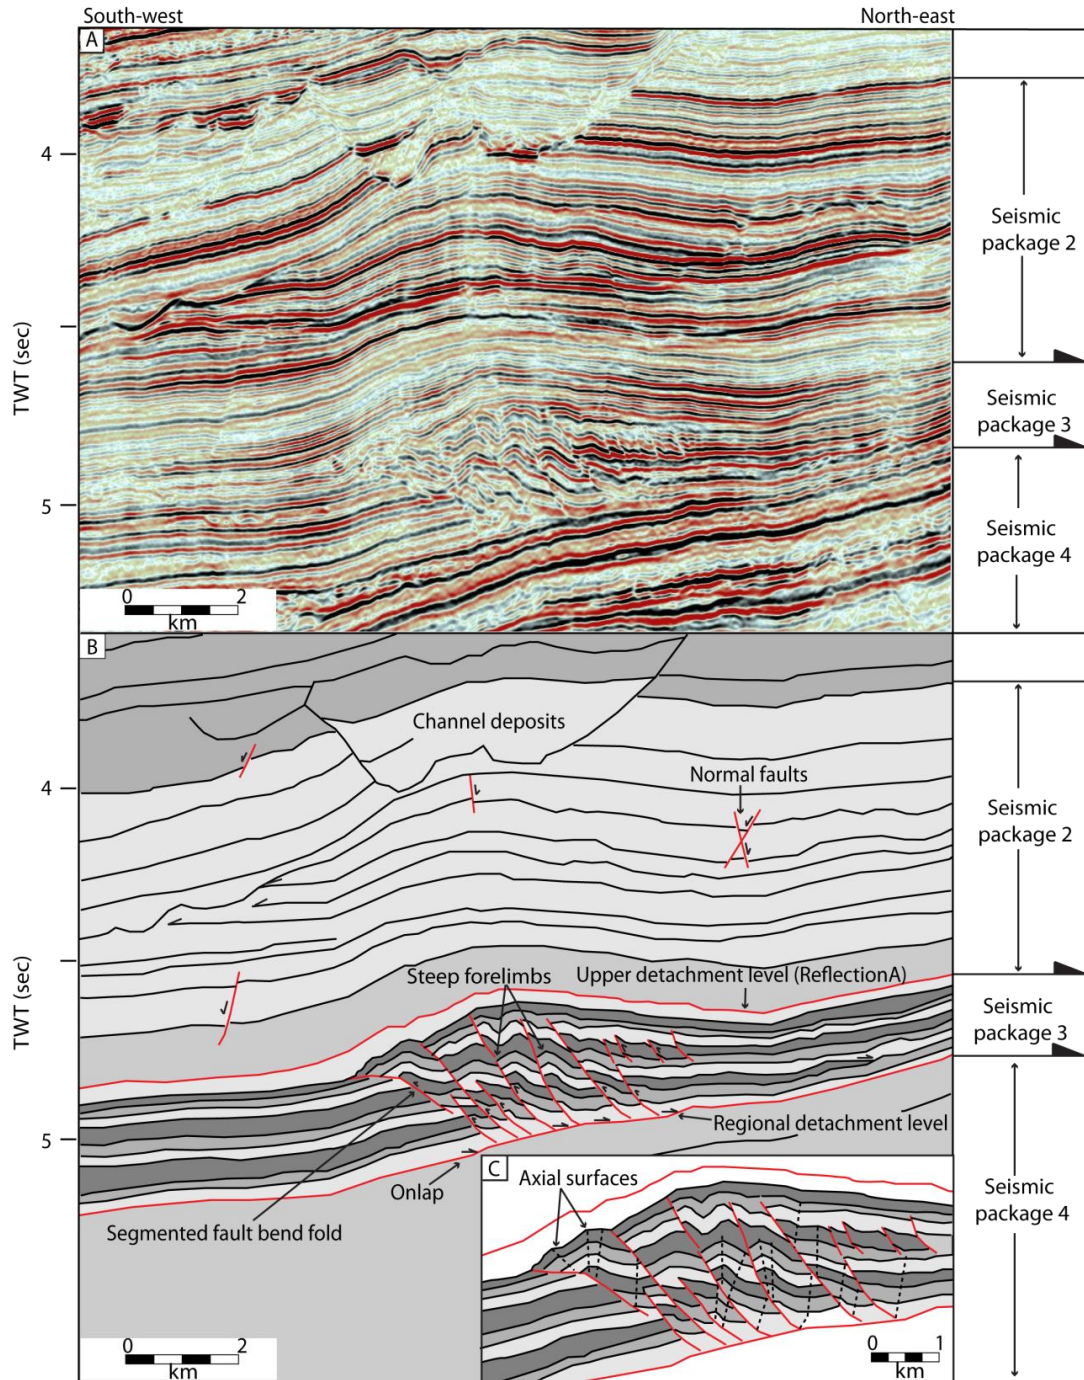 South-west
North-east
A
4
TWT (sec)
5
0 2
km
Seismic
package 2
Seismic
package 3
Seismic
package 4
B
Channel deposits
Normal faults
4
TWT (sec)
Steep forelimbs
Upper detachment level (ReflectionA)
5
Regional detachment level
Onlap
Segmented fault bend fold
0 2
km
C
Axial surfaces
0 1
km
Seismic
package 2
Seismic
package 3
Seismic
package 4